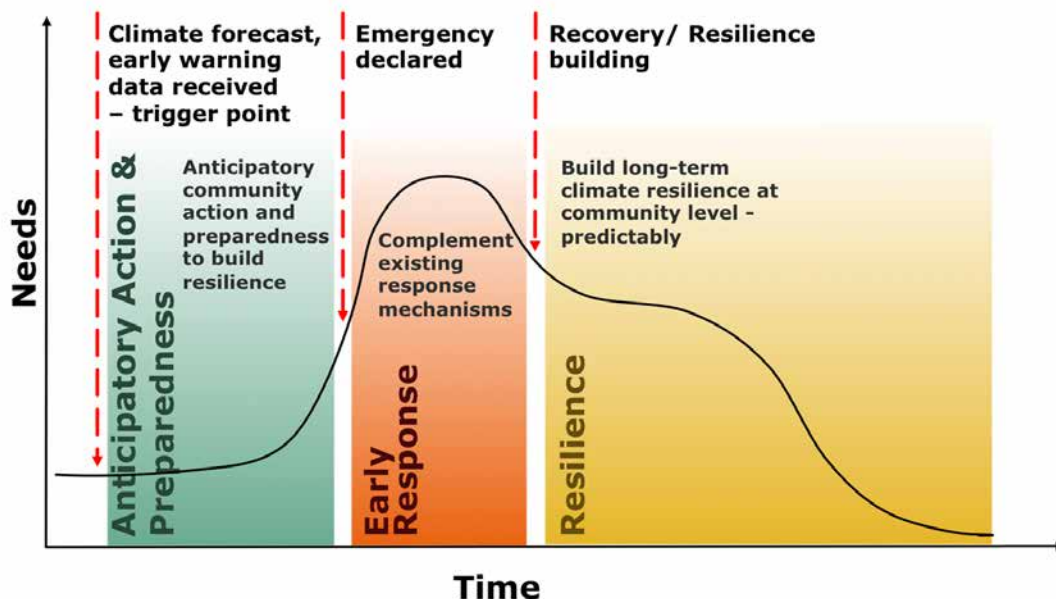 Climate forecast,
early warning
data received
– trigger point
Emergency
declared
Recovery/ Resilience
building
Anticipatory Action &
Preparedness
Anticipatory
community
action and
preparedness
to build
resilience
Early
Response
Complement
existing
response
mechanisms
Resilience
Build long-term
climate resilience at
community level -
predictably
Needs
Time